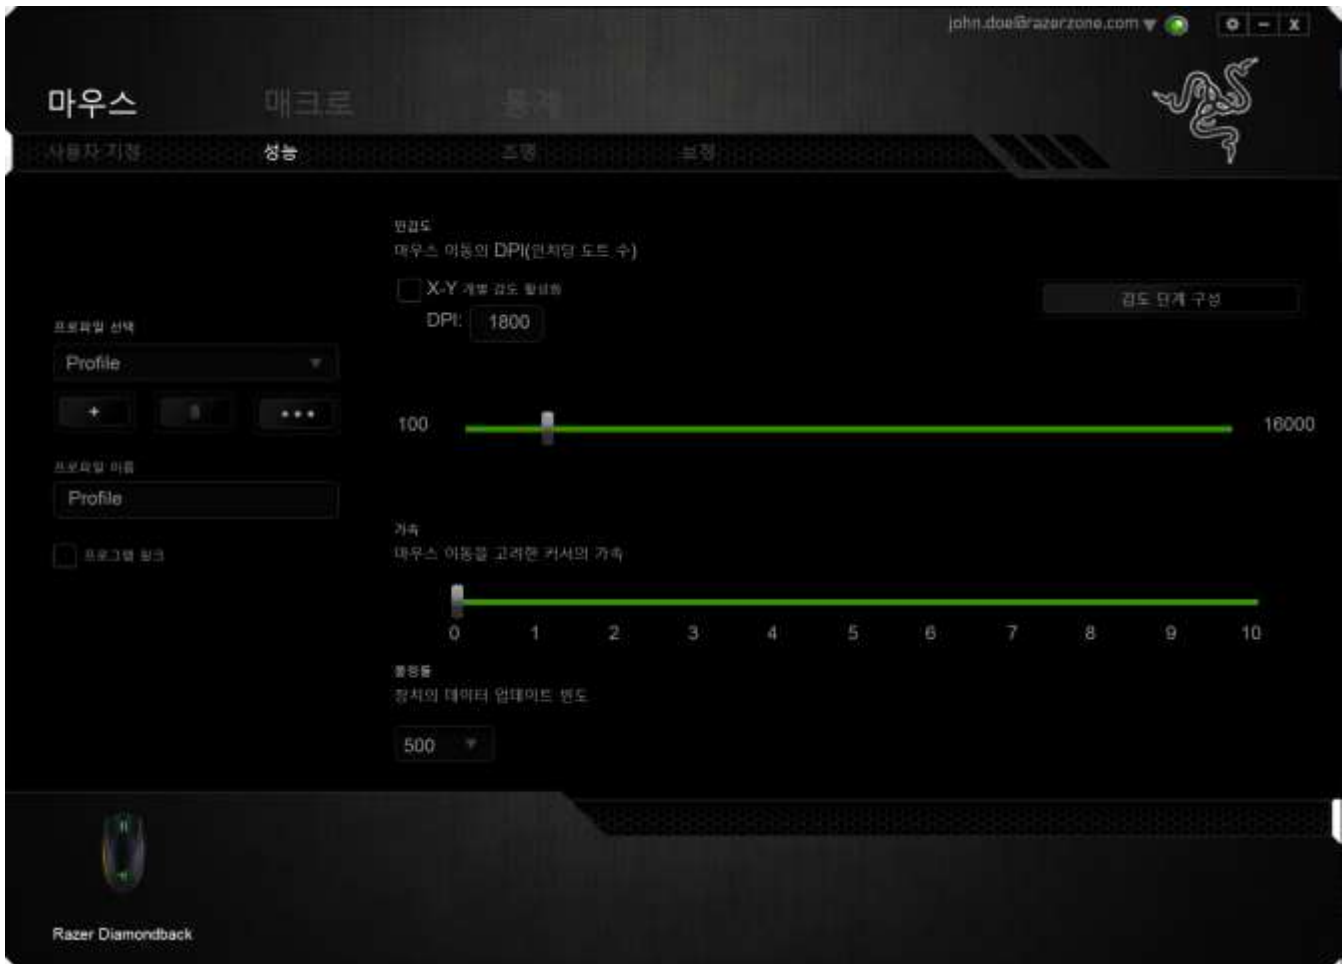 john.doe@razerzone.com
마우스 매크로 통계
사용자 지정 성능 조명 보정
민감도
마우스 이동의 DPI(인치당 도트 수)
X-Y 개별 감도 활성화
감도 단계 구성
DPI: 1800
프로파일 선택
Profile
+
100 16000
프로파일 이름
Profile
가속
마우스 이동을 고려한 커서의 가속
프로그램 링크
0 1 2 3 4 5 6 7 8 9 10
폴링률
장치의 데이터 업데이트 빈도
500
Razer Diamondback